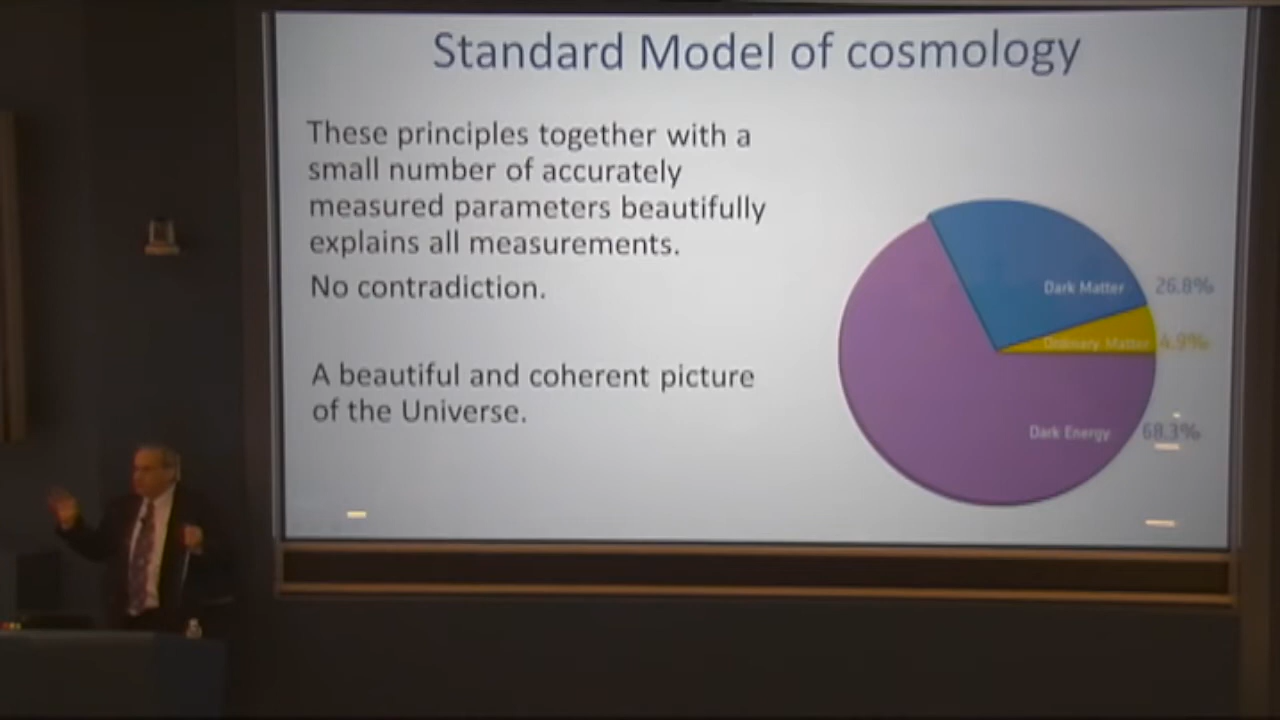 Standard Model of cosmology
These principles together with a
small number of accurately
measured parameters beautifully
explains all measurements.
No contradiction.
A beautiful and coherent picture
of the Universe.
Dark Matter 26.8%
Ordinary Matter 4.9%
Dark Energy 68.3%